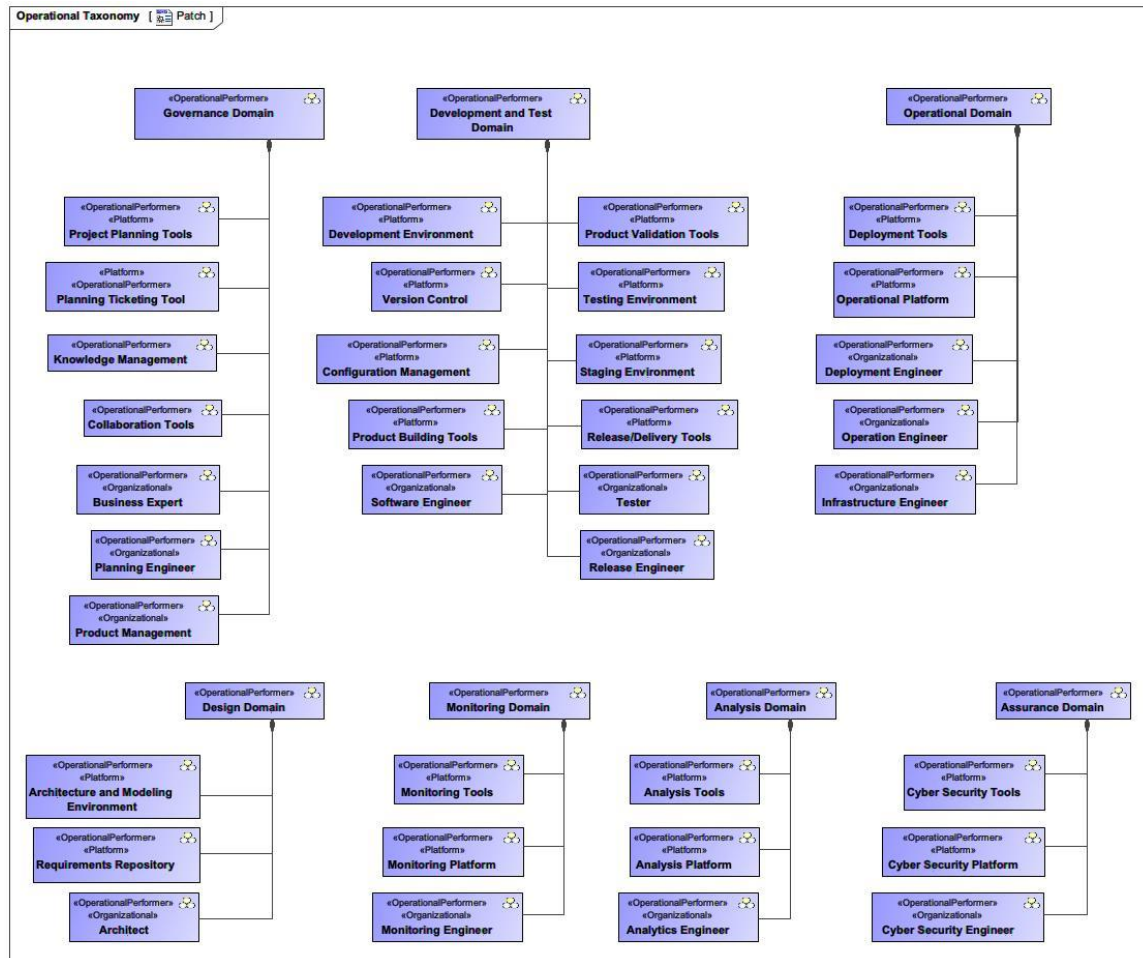 Operational Taxonomy [ Patch ]
«OperationalPerformer»
Governance Domain
«OperationalPerformer»
Development and Test
Domain
«OperationalPerformer»
Operational Domain
«OperationalPerformer»
«Platform»
Project Planning Tools
«Platform»
«OperationalPerformer»
Planning Ticketing Tool
«OperationalPerformer»
Knowledge Management
«OperationalPerformer»
Collaboration Tools
«OperationalPerformer»
«Organizational»
Business Expert
«OperationalPerformer»
«Organizational»
Planning Engineer
«OperationalPerformer»
«Organizational»
Product Management
«OperationalPerformer»
«Platform»
Development Environment
«OperationalPerformer»
«Platform»
Version Control
«OperationalPerformer»
«Platform»
Configuration Management
«OperationalPerformer»
«Platform»
Product Building Tools
«OperationalPerformer»
«Organizational»
Software Engineer
«OperationalPerformer»
«Platform»
Product Validation Tools
«OperationalPerformer»
«Platform»
Testing Environment
«OperationalPerformer»
«Platform»
Staging Environment
«OperationalPerformer»
«Platform»
Release/Delivery Tools
«OperationalPerformer»
«Organizational»
Tester
«OperationalPerformer»
«Organizational»
Release Engineer
«OperationalPerformer»
«Platform»
Deployment Tools
«OperationalPerformer»
«Platform»
Operational Platform
«OperationalPerformer»
«Organizational»
Deployment Engineer
«OperationalPerformer»
«Organizational»
Operation Engineer
«OperationalPerformer»
«Organizational»
Infrastructure Engineer
«OperationalPerformer»
Design Domain
«OperationalPerformer»
«Platform»
Architecture and Modeling
Environment
«OperationalPerformer»
«Platform»
Requirements Repository
«OperationalPerformer»
«Organizational»
Architect
«OperationalPerformer»
Monitoring Domain
«OperationalPerformer»
«Platform»
Monitoring Tools
«OperationalPerformer»
«Platform»
Monitoring Platform
«OperationalPerformer»
«Organizational»
Monitoring Engineer
«OperationalPerformer»
Analysis Domain
«OperationalPerformer»
«Platform»
Analysis Tools
«OperationalPerformer»
«Platform»
Analysis Platform
«OperationalPerformer»
«Organizational»
Analytics Engineer
«OperationalPerformer»
Assurance Domain
«OperationalPerformer»
«Platform»
Cyber Security Tools
«OperationalPerformer»
«Platform»
Cyber Security Platform
«OperationalPerformer»
«Organizational»
Cyber Security Engineer